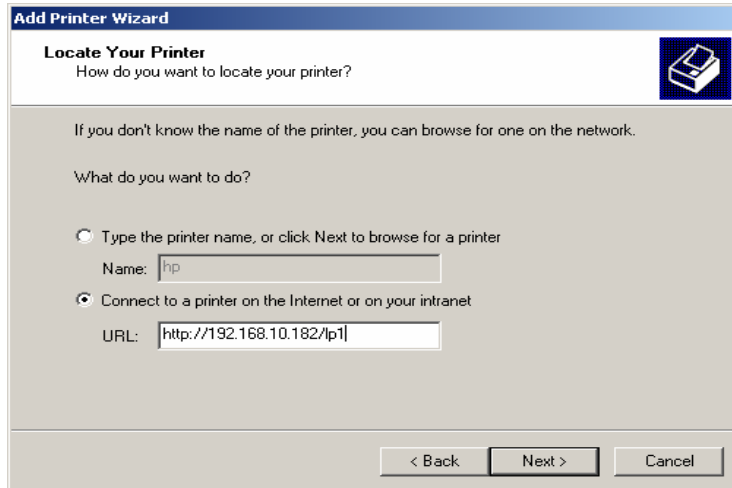 Add Printer Wizard
Locate Your Printer
How do you want to locate your printer?
If you don't know the name of the printer, you can browse for one on the network.
What do you want to do?
Type the printer name, or click Next to browse for a printer
Name: hp
Connect to a printer on the Internet or on your intranet
URL: http://192.168.10.182/lp1
< Back Next > Cancel